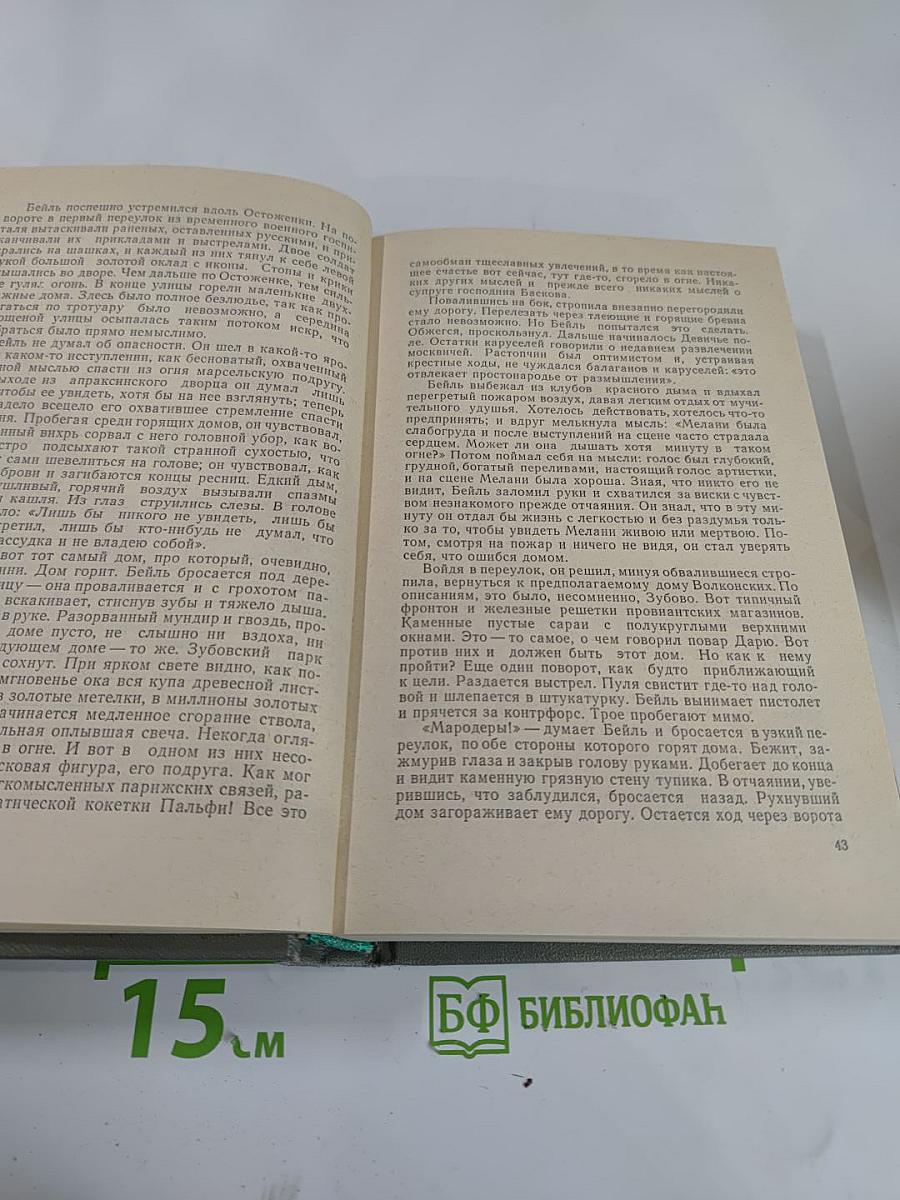 Бейль поспешно устремился вдоль Остоженки. На по-
вороте в первый переулок из временного военного госпи-
таля вытаскивали раненых, оставленных русскими, и при-
канчивали их прикладами и выстрелами. Двое солдат
рались на шашках, и каждый из них тянул к себе левой
укой большой золотой оклад с иконы. Стоны и крики
лышались во дворе. Чем дальше по Остоженке, тем силь-
е гулял огонь. В конце улицы горели маленькие двух-
жные дома. Здесь было полное безлюдье, так как про-
гаться по тротуару было невозможно, а середина
ощеной улицы осыпалась таким потоком искр, что
браться было прямо немыслимо.
ейль не думал об опасности. Он шел в какой-то яро-
каком-то исступлении, как бесноватый, охваченный
ной мыслью спасти из огня марсельскую подругу.
ыходе из апраксинского дворца он думал лишь
чтобы ее увидеть, хотя бы на нее взглянуть; теперь
адело всецело его охватившее стремление спасти
ня. Пробегая среди горящих домов, он чувствовал,
нный вихрь сорвал с него головной убор, как во-
стро подсыхают такой странной сухостью, что
сами шевелиться на голове; он чувствовал, как
брови и загибаются концы ресниц. Едкий дым,
ушливый, горячий воздух вызывали спазмы
и кашля. Из глаз струились слезы. В голове
ло: «Лишь бы никого не увидеть, лишь бы
ретил, лишь бы кто-нибудь не думал, что
ассудка и не владею собой».
вот тот самый дом, про который, очевидно,
инн. Дом горит. Бейль бросается под дере-
ицу — она проваливается и с грохотом па-
вскакивает, стиснув зубы и тяжело дыша.
в руке. Разорванный мундир и гвоздь, про-
доме пусто, не слышно ни вздоха, ни
дующем доме — то же. Зубовский парк
сохнут. При ярком свете видно, как по-
мгновенье ока вся купа древесной лист-
в золотые метелки, в миллионы золотых
ачинается медленное сгорание ствола,
льная оплывшая свеча. Некогда огля-
в огне. И вот в одном из них несо-
сковая фигура, его подруга. Как мог
гкомысленных парижских связей, ра-
атической кокетки Пальфи! Все это
самообман тщеславных увлечений, в то время как настоя-
щее счастье вот сейчас, тут где-то, сгорело в огне. Ника-
ких других мыслей и прежде всего никаких мыслей о
супруге господина Баскова.
Повалившись на бок, стропила внезапно перегородили
ему дорогу. Перелезать через тлеющие и горящие бревна
стало невозможно. Но Бейль попытался это сделать.
Обжегся, проскользнул. Дальше начиналось Девичье по-
ле. Остатки каруселей говорили о недавнем развлечении
москвичей. Растопчин был оптимистом и, устраивая
крестные ходы, не чуждался балаганов и каруселей: «это
отвлекает простонародье от размышления».
Бейль выбежал из клубов красного дыма и вдыхал
перегретый пожаром воздух, давая легким отдых от мучи-
тельного удушья. Хотелось действовать, хотелось что-то
предпринять; и вдруг мелькнула мысль: «Мелани была
слабогруда и после выступлений на сцене часто страдала
сердцем. Может ли она дышать хотя минуту в таком
огне?» Потом поймал себя на мысли: голос был глубокий,
грудной, богатый переливами, настоящий голос артистки,
и на сцене Мелани была хороша. Зная, что никто его не
видит, Бейль заломил руки и схватился за виски с чувст-
вом незнакомого прежде отчаяния. Он знал, что в эту ми-
нуту он отдал бы жизнь с легкостью и без раздумья толь-
ко за то, чтобы увидеть Мелани живою или мертвою. По-
том, смотря на пожар и ничего не видя, он стал уверять
себя, что ошибся домом.
Войдя в переулок, он решил, минуя обвалившиеся стро-
пила, вернуться к предполагаемому дому Волконских. По
описаниям, это было, несомненно, Зубово. Вот типичный
фронтон и железные решетки провиантских магазинов.
Каменные пустые сараи с полукруглыми верхними
окнами. Это — то самое, о чем говорил повар Дарю. Вот
против них и должен быть этот дом. Но как к нему
пройти? Еще один поворот, как будто приближающий
к цели. Раздается выстрел. Пуля свистит где-то над голо-
вой и шлепается в штукатурку. Бейль вынимает пистолет
и прячется за контрфорс. Трое пробегают мимо.
«Мародеры!» — думает Бейль и бросается в узкий пе-
реулок, по обе стороны которого горят дома. Бежит, за-
жмурив глаза и закрыв голову руками. Добегает до конца
и видит каменную грязную стену тупика. В отчаянии, уве-
рившись, что заблудился, бросается назад. Рухнувший
дом загораживает ему дорогу. Остается ход через ворота
43
15 см
БФ БИБЛИОФАН